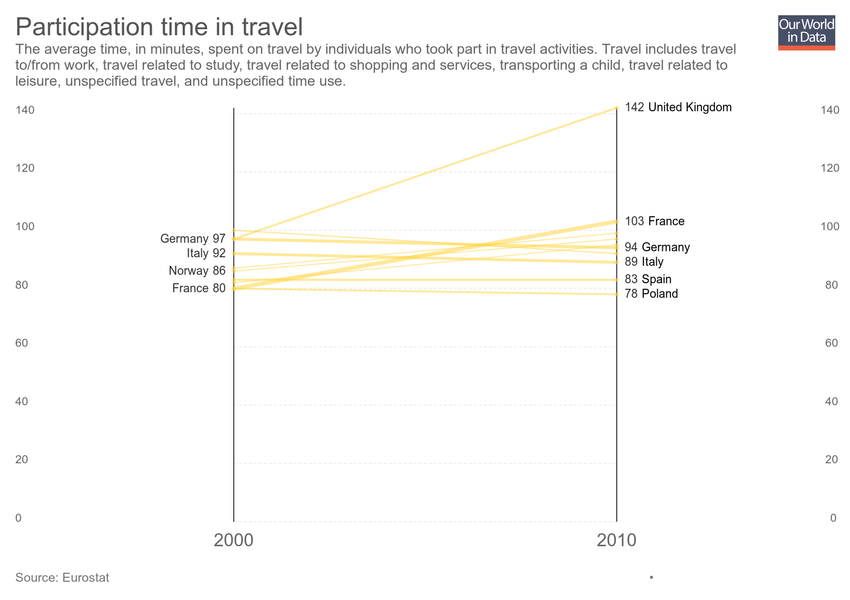 Participation time in travel
Our World
in Data
The average time, in minutes, spent on travel by individuals who took part in travel activities. Travel includes travel
to/from work, travel related to study, travel related to shopping and services, transporting a child, travel related to
leisure, unspecified travel, and unspecified time use.
140
142 United Kingdom
140
120
120
100
103 France
100
Germany 97
94 Germany
Italy 92
89 Italy
Norway 86
83 Spain
80
France 80
78 Poland
80
60
60
40
40
20
20
0
0
2000
2010
Source: Eurostat